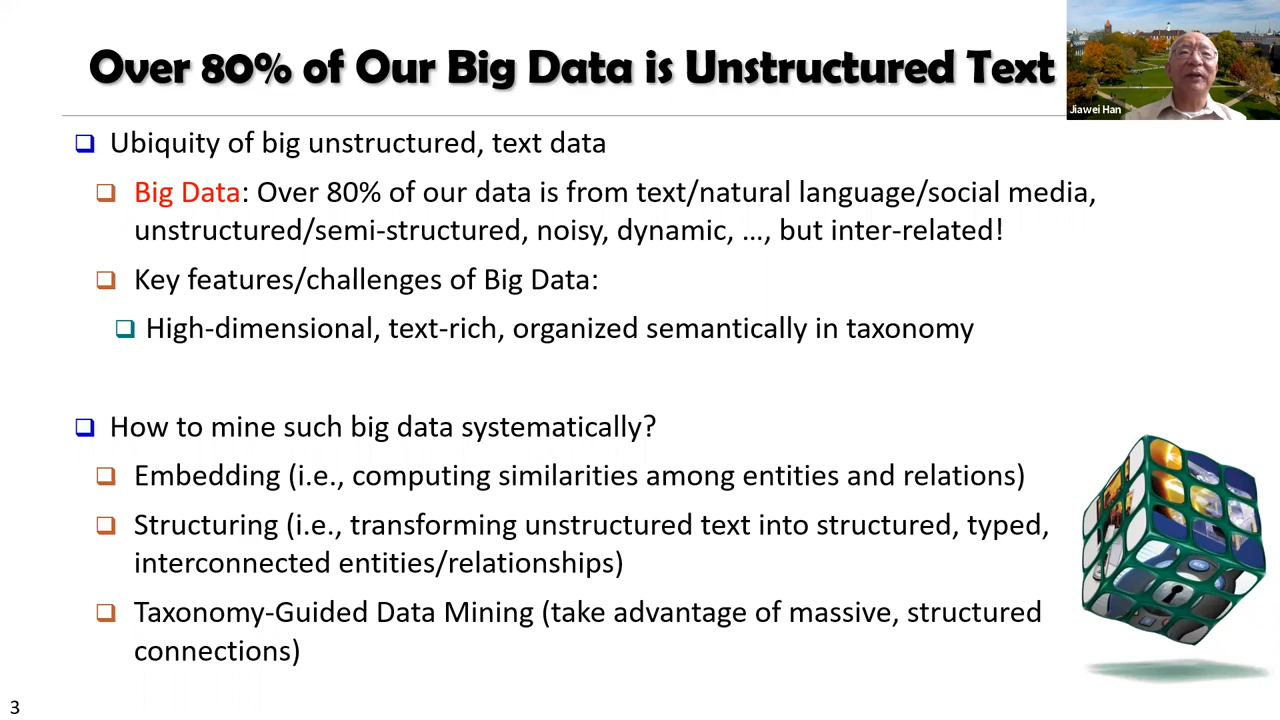 Over 80% of Our Big Data is Unstructured Text
Jiawei Han
Ubiquity of big unstructured, text data
Big Data: Over 80% of our data is from text/natural language/social media,
unstructured/semi-structured, noisy, dynamic, …, but inter-related!
Key features/challenges of Big Data:
High-dimensional, text-rich, organized semantically in taxonomy
How to mine such big data systematically?
Embedding (i.e., computing similarities among entities and relations)
Structuring (i.e., transforming unstructured text into structured, typed,
interconnected entities/relationships)
Taxonomy-Guided Data Mining (take advantage of massive, structured
connections)
3